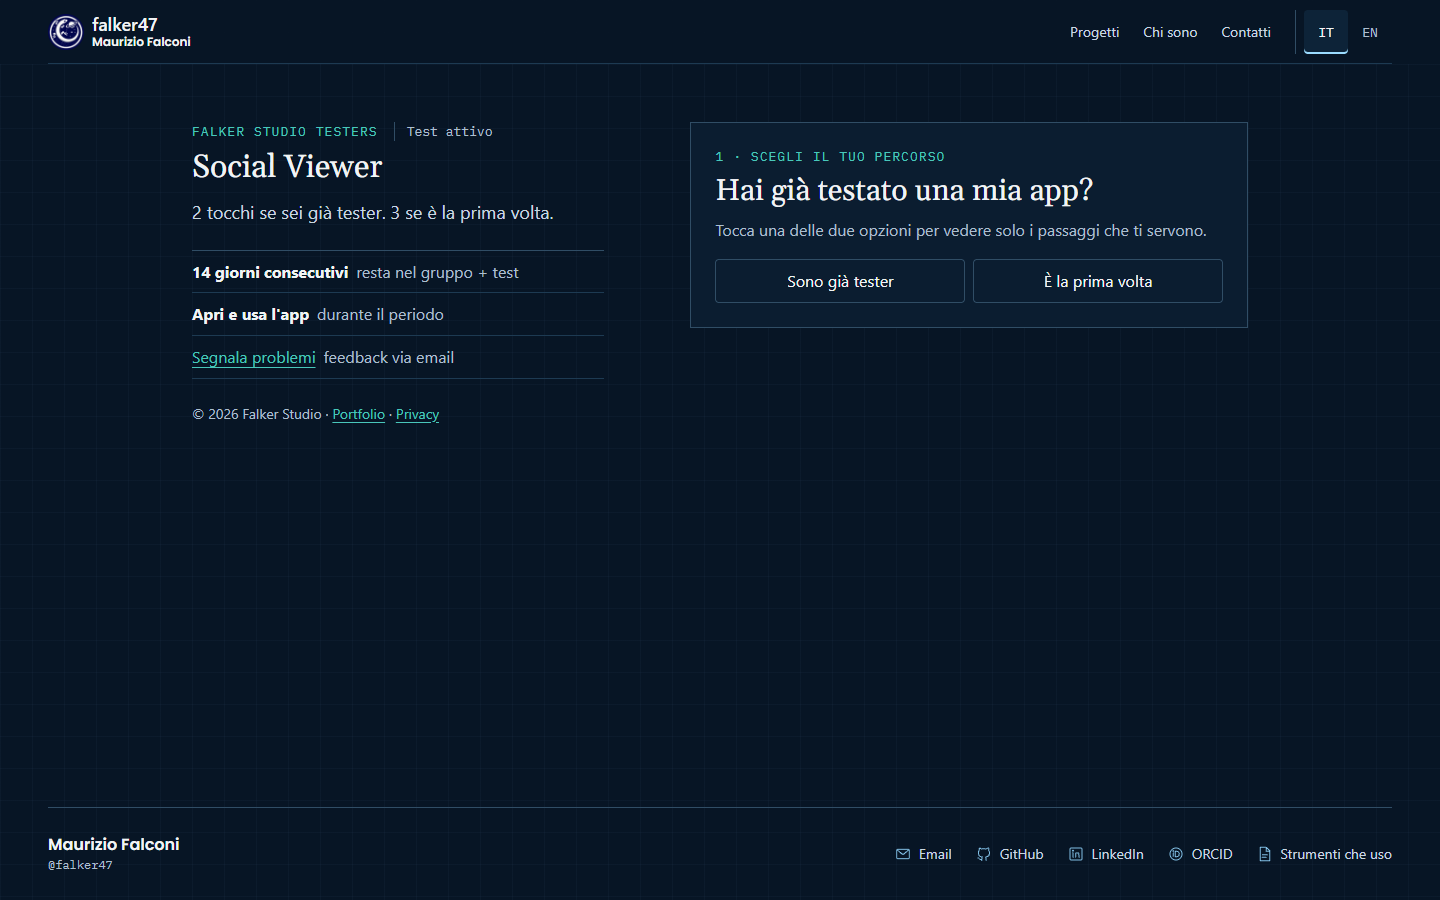 falker47
Maurizio Falconi
Progetti
Chi sono
Contatti
IT
EN
FALKER STUDIO TESTERS
Test attivo
Social Viewer
2 tocchi se sei già tester. 3 se è la prima volta.
14 giorni consecutivi resta nel gruppo + test
Apri e usa l'app durante il periodo
Segnala problemi feedback via email
© 2026 Falker Studio · Portfolio · Privacy
1 · SCEGLI IL TUO PERCORSO
Hai già testato una mia app?
Tocca una delle due opzioni per vedere solo i passaggi che ti servono.
Sono già tester
È la prima volta
Maurizio Falconi
@falker47
Email
GitHub
LinkedIn
ORCID
Strumenti che uso